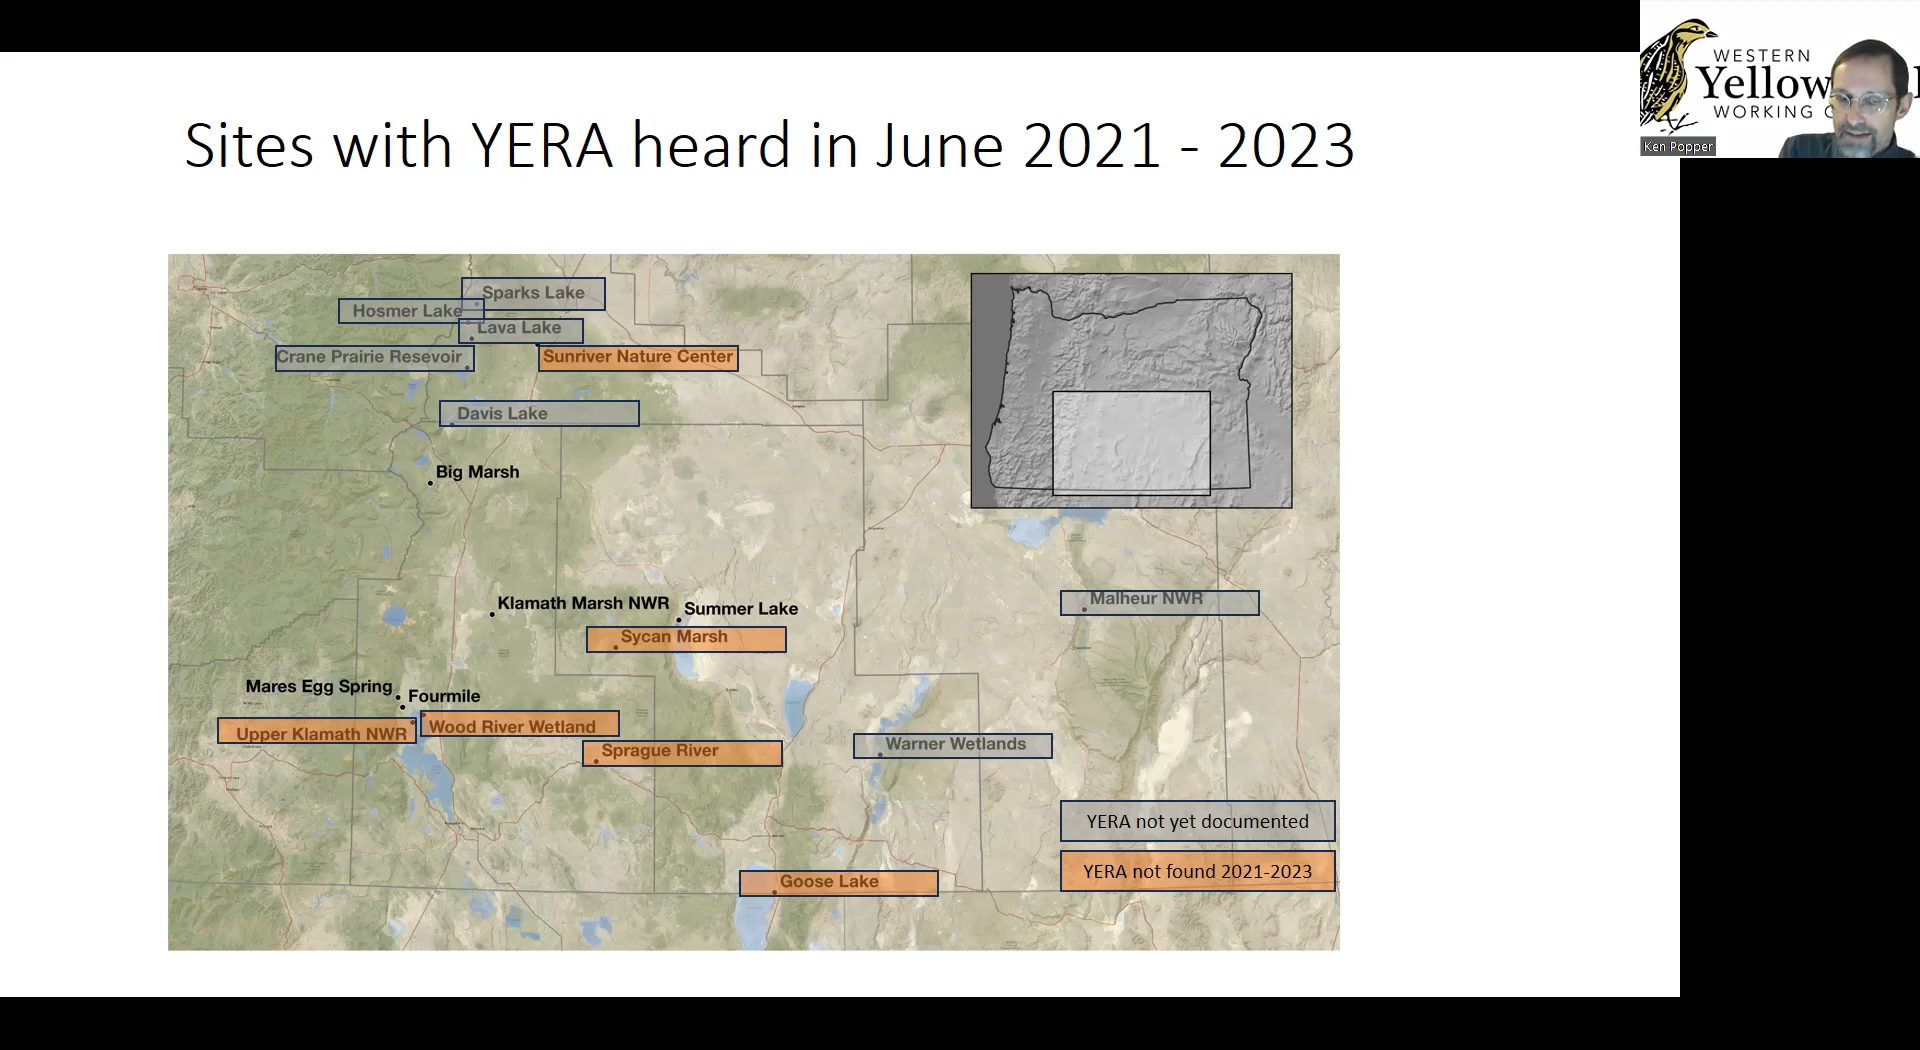 WESTERN
Yellow
WORKING
Ken Popper
Sites with YERA heard in June 2021 - 2023
Sparks Lake
Hosmer Lake
Lava Lake
Crane Prairie Resevoir
Sunriver Nature Center
Davis Lake
Big Marsh
Klamath Marsh NWR
Summer Lake
Malheur NWR
Sycan Marsh
Mares Egg Spring
Fourmile
Upper Klamath NWR
Wood River Wetland
Sprague River
Warner Wetlands
YERA not yet documented
YERA not found 2021-2023
Goose Lake